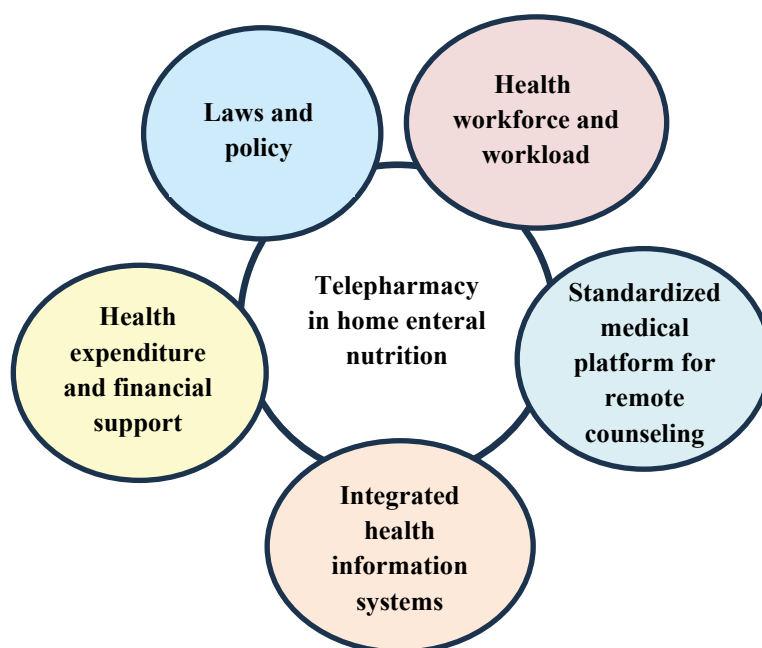 Laws and
policy
Health
workforce and
workload
Telepharmacy
in home enteral
nutrition
Standardized
medical
platform for
remote
counseling
Health
expenditure
and financial
support
Integrated
health
information
systems